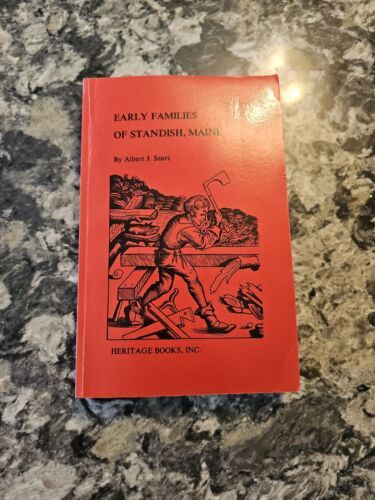 EARLY FAMILIES
OF STANDISH, MAINE
By Albert J. Sears
HERITAGE BOOKS, INC.